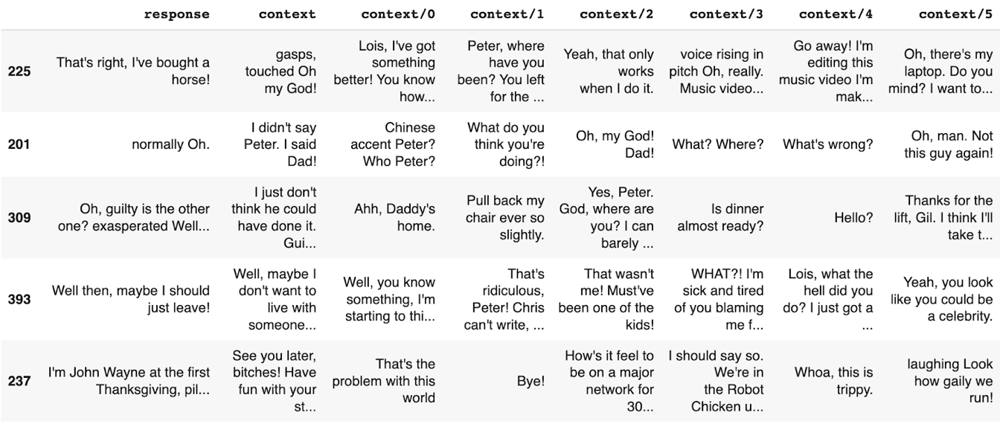 response context context/0 context/1 context/2 context/3 context/4 context/5
225
That's right, I've bought a
horse!
gasps,
touched Oh
my God!
Lois, I've got
something
better! You know
how...
Peter, where
have you
been? You left
for the ...
Yeah, that only
works
when I do it.
voice rising in
pitch Oh, really.
Music video...
Go away! I'm
editing this
music video I'm
mak...
Oh, there's my
laptop. Do you
mind? I want to...
201
normally Oh.
I didn't say
Peter. I said
Dad!
Chinese
accent Peter?
Who Peter?
What do you
think you're
doing?!
Oh, my God!
Dad!
What? Where?
What's wrong?
Oh, man. Not
this guy again!
309
Oh, guilty is the other
one? exasperated Well...
I just don't
think he could
have done it.
Gui...
Ahh, Daddy's
home.
Pull back my
chair ever so
slightly.
Yes, Peter.
God, where are
you? I can
barely ...
Is dinner
almost ready?
Hello?
Thanks for the
lift, Gil. I think I'll
take t...
393
Well then, maybe I should
just leave!
Well, maybe I
don't want to
live with
someone...
Well, you know
something, I'm
starting to thi...
That's
ridiculous,
Peter! Chris
can't write, ...
That wasn't
me! Must've
been one of the
kids!
WHAT?! I'm
sick and tired
of you blaming
me f...
Lois, what the
hell did you
do? I just got a
...
Yeah, you look
like you could be
a celebrity.
237
I'm John Wayne at the first
Thanksgiving, pil...
See you later,
bitches! Have
fun with your
st...
That's the
problem with this
world
Bye!
How's it feel to
be on a major
network for
30...
I should say so.
We're in
the Robot
Chicken u...
Whoa, this is
trippy.
laughing Look
how gaily we
run!